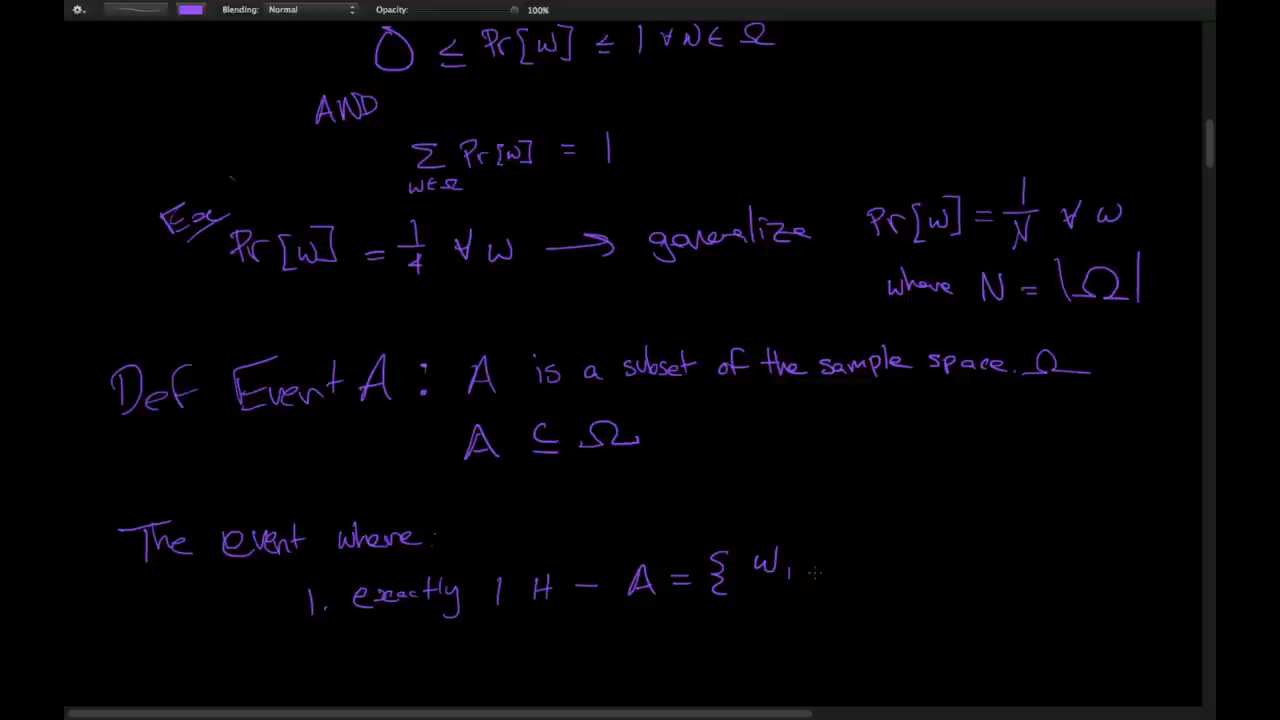 Blending: Normal Opacity: 100%
0 ≤ Pr[w] ≤ 1 ∀ w ∈ Ω
AND
∑ Pr[w] = 1
w∈Ω
Ex Pr[w] = 1/4 ∀ w → generalize Pr[w] = 1/N ∀ w
where N = |Ω|
Def Event A : A is a subset of the sample space. Ω
A ⊆ Ω
The event where:
1. exactly 1 H – A = { w,